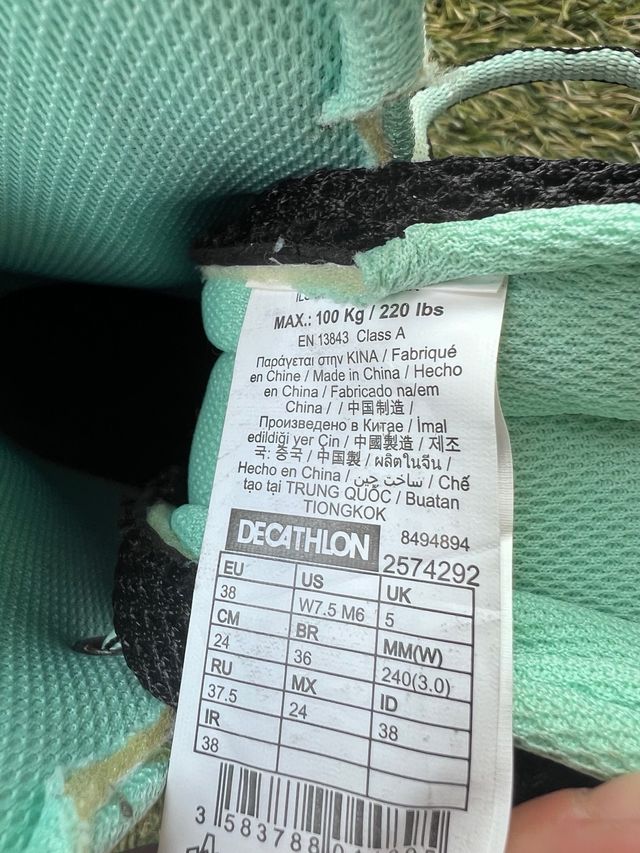 MAX.: 100 Kg / 220 lbs
EN 13843 Class A
Παράγεται στην KINA / Fabriqué
en Chine / Made in China / Hecho
en China / Fabricado na/em
China / / 中国制造 /
Произведено в Китае / İmal
edildiği yer Çin / 中國製造 / 제조
국: 중국 / 中国製 / ผลิตในจีน /
Hecho en China / ساخت چین / Chế
tạo tại TRUNG QUỐC / Buatan
TIONGKOK
DECATHLON 8494894
2574292
EU US UK
38 W7.5 M6 5
CM BR MM(W)
24 36 240(3.0)
RU MX ID
37.5 24 38
IR
38
3 583788